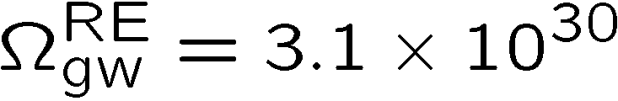 Ω_gw^RE = 3.1 × 10^30